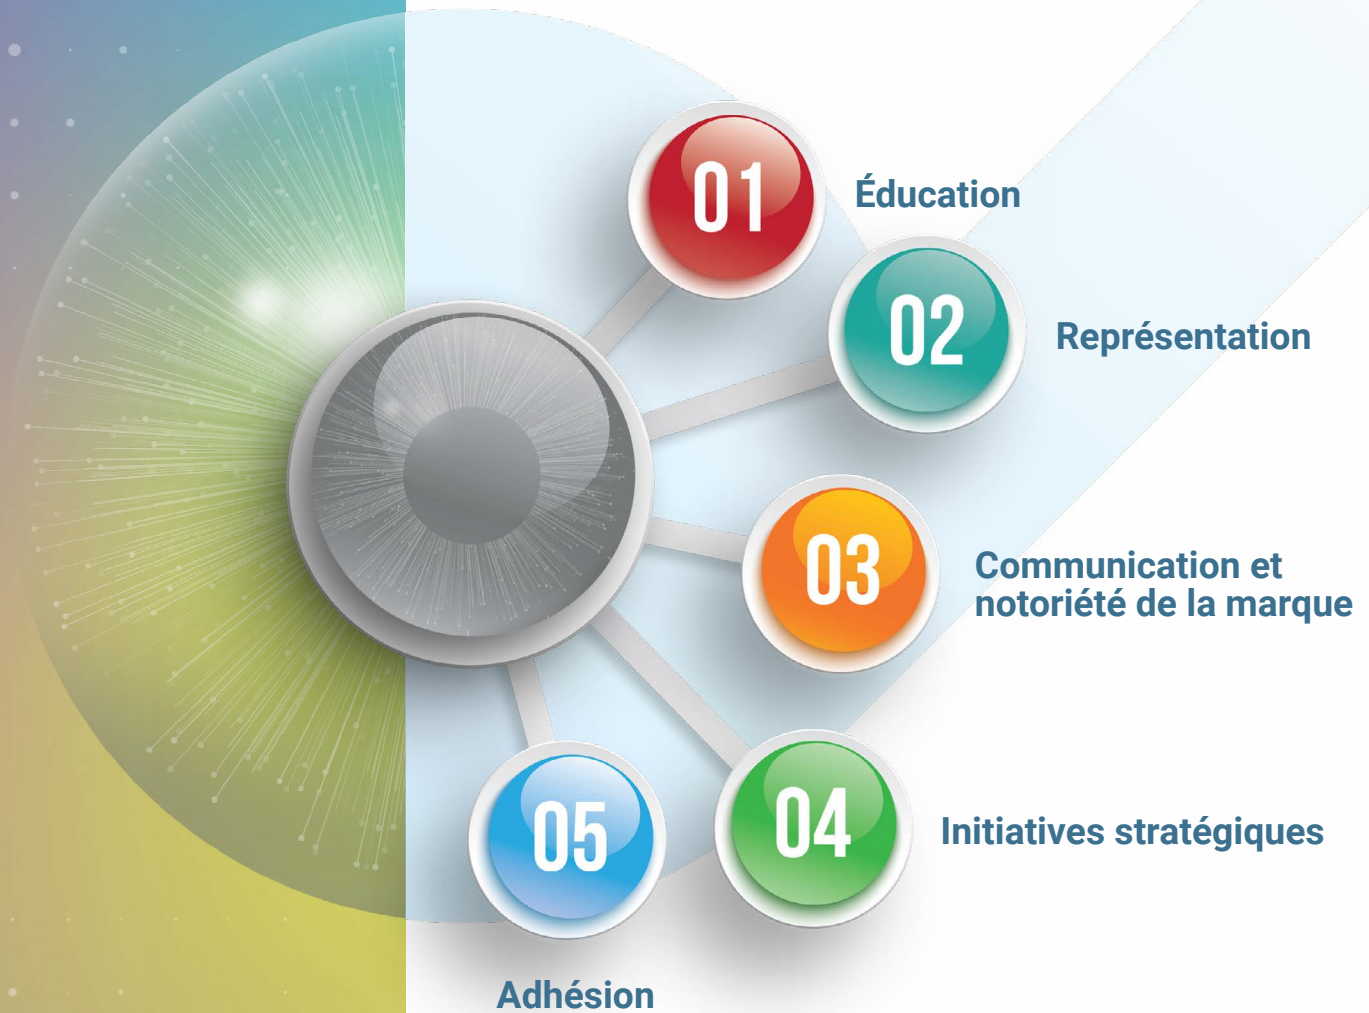 01
Éducation
02
Représentation
03
Communication et
notoriété de la marque
04
Initiatives stratégiques
05
Adhésion